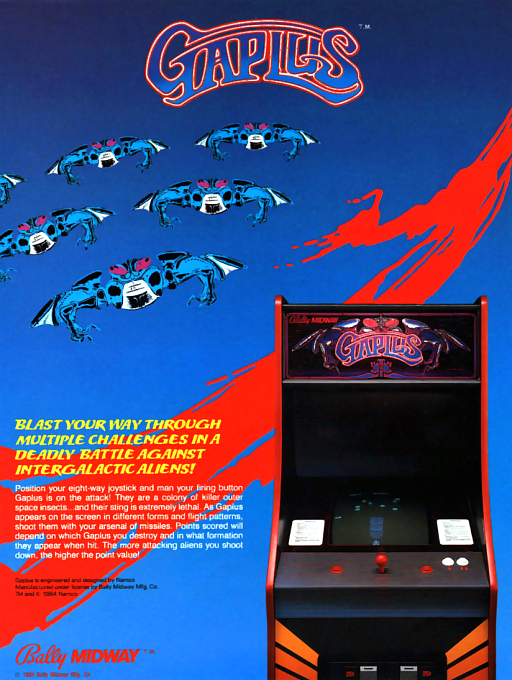 GAPLUS T.M.
Bally MIDWAY
GAPLUS
BLAST YOUR WAY THROUGH
MULTIPLE CHALLENGES IN A
DEADLY BATTLE AGAINST
INTERGALACTIC ALIENS!
Position your eight-way joystick and man your firing button
Gaplus is on the attack! They are a colony of killer outer
space insects...and their sting is extremely lethal. As Gaplus
appears on the screen in different forms and flight patterns,
shoot them with your arsenal of missiles. Points scored will
depend on which Gaplus you destroy and in what formation
they appear when hit. The more attacking aliens you shoot
down, the higher the point value!
Gaplus is engineered and designed by Namco
Manufactured under license by Bally Midway Mfg. Co.
TM and © 1984 Namco
Bally MIDWAY T.M.
© 1984 Bally Midway Mfg. Co.